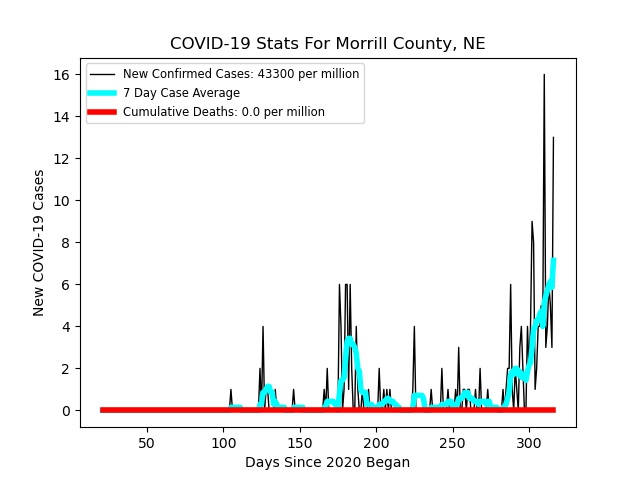 COVID-19 Stats For Morrill County, NE
New Confirmed Cases: 43300 per million
7 Day Case Average
Cumulative Deaths: 0.0 per million
New COVID-19 Cases
16
14
12
10
8
6
4
2
0
50 100 150 200 250 300
Days Since 2020 Began